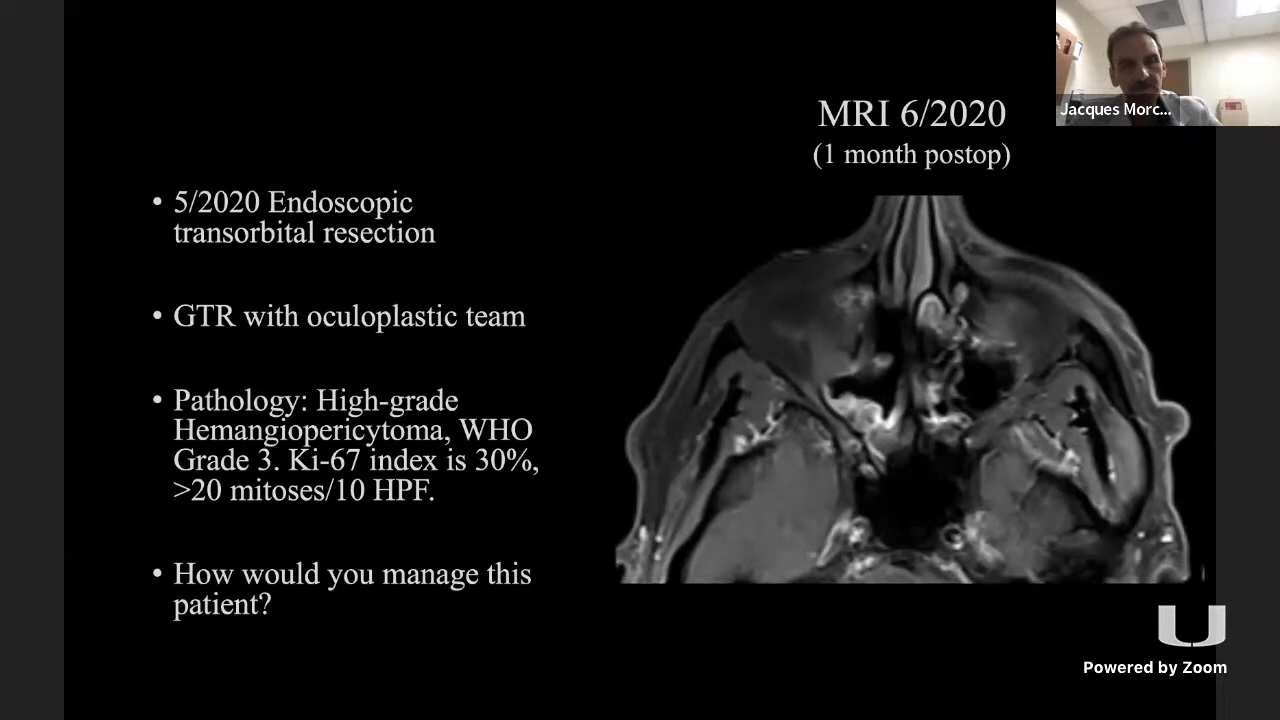 Jacques Morc...
MRI 6/2020
(1 month postop)
• 5/2020 Endoscopic
transorbital resection
• GTR with oculoplastic team
• Pathology: High-grade
Hemangiopericytoma, WHO
Grade 3. Ki-67 index is 30%,
>20 mitoses/10 HPF.
• How would you manage this
patient?
U
Powered by Zoom